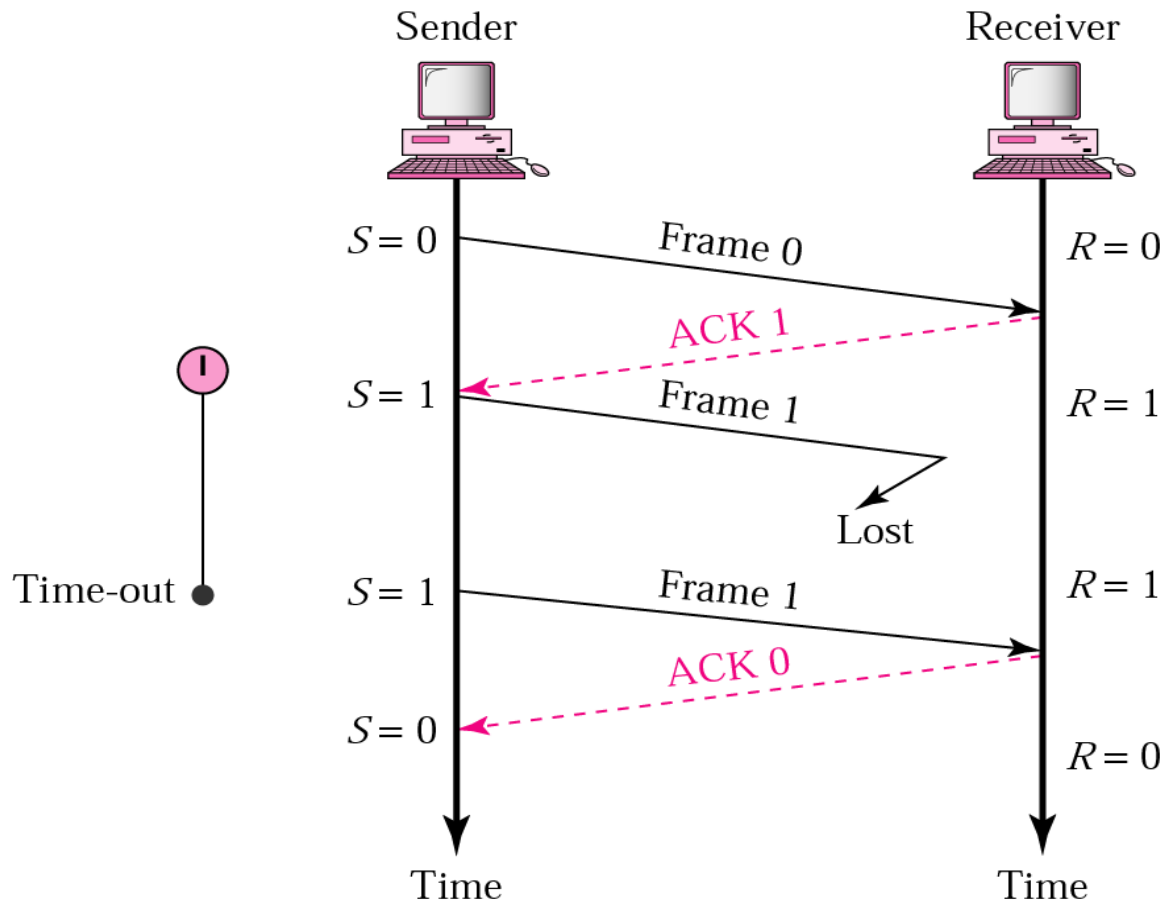 Sender
Receiver
S = 0
Frame 0
R = 0
ACK 1
S = 1
Frame 1
R = 1
Lost
Time-out
S = 1
Frame 1
R = 1
ACK 0
S = 0
R = 0
Time
Time